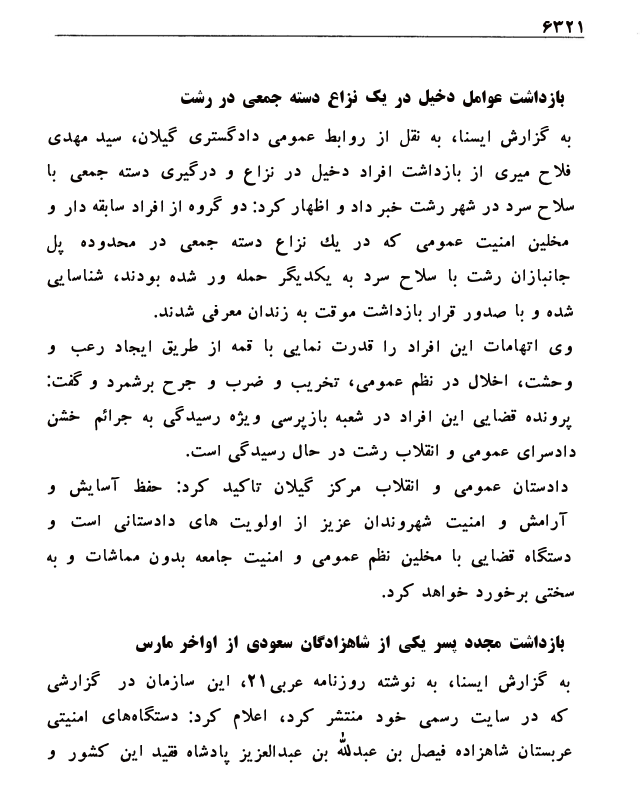 ۶۳۲۱
بازداشت عوامل دخیل در یک نزاع دسته جمعی در رشت
به گزارش ایسنا، به نقل از روابط عمومی دادگستری گیلان، سید مهدی
فلاح میری از بازداشت افراد دخیل در نزاع و درگیری دسته جمعی با
سلاح سرد در شهر رشت خبر داد و اظهار کرد: دو گروه از افراد سابقه دار و
مخلین امنیت عمومی که در یك نزاع دسته جمعی در محدوده پل
جانبازان رشت با سلاح سرد به یکدیگر حمله ور شده بودند، شناسایی
شده و با صدور قرار بازداشت موقت به زندان معرفی شدند.
وی اتهامات این افراد را قدرت نمایی با قمه از طریق ایجاد رعب و
وحشت، اخلال در نظم عمومی، تخریب و ضرب و جرح برشمرد و گفت:
پرونده قضایی این افراد در شعبه بازپرسی ویژه رسیدگی به جرائم خشن
دادسرای عمومی و انقلاب رشت در حال رسیدگی است.
دادستان عمومی و انقلاب مرکز گیلان تاکید کرد: حفظ آسایش و
آرامش و امنیت شهروندان عزیز از اولویت های دادستانی است و
دستگاه قضایی با مخلین نظم عمومی و امنیت جامعه بدون مماشات و به
سختی برخورد خواهد کرد.
بازداشت مجدد پسر یکی از شاهزادگان سعودی از اواخر مارس
به گزارش ایسنا، به نوشته روزنامه عربی۲۱، این سازمان در گزارشی
که در سایت رسمی خود منتشر کرد، اعلام کرد: دستگاه‌های امنیتی
عربستان شاهزاده فیصل بن عبدالله بن عبدالعزیز پادشاه فقید این کشور و